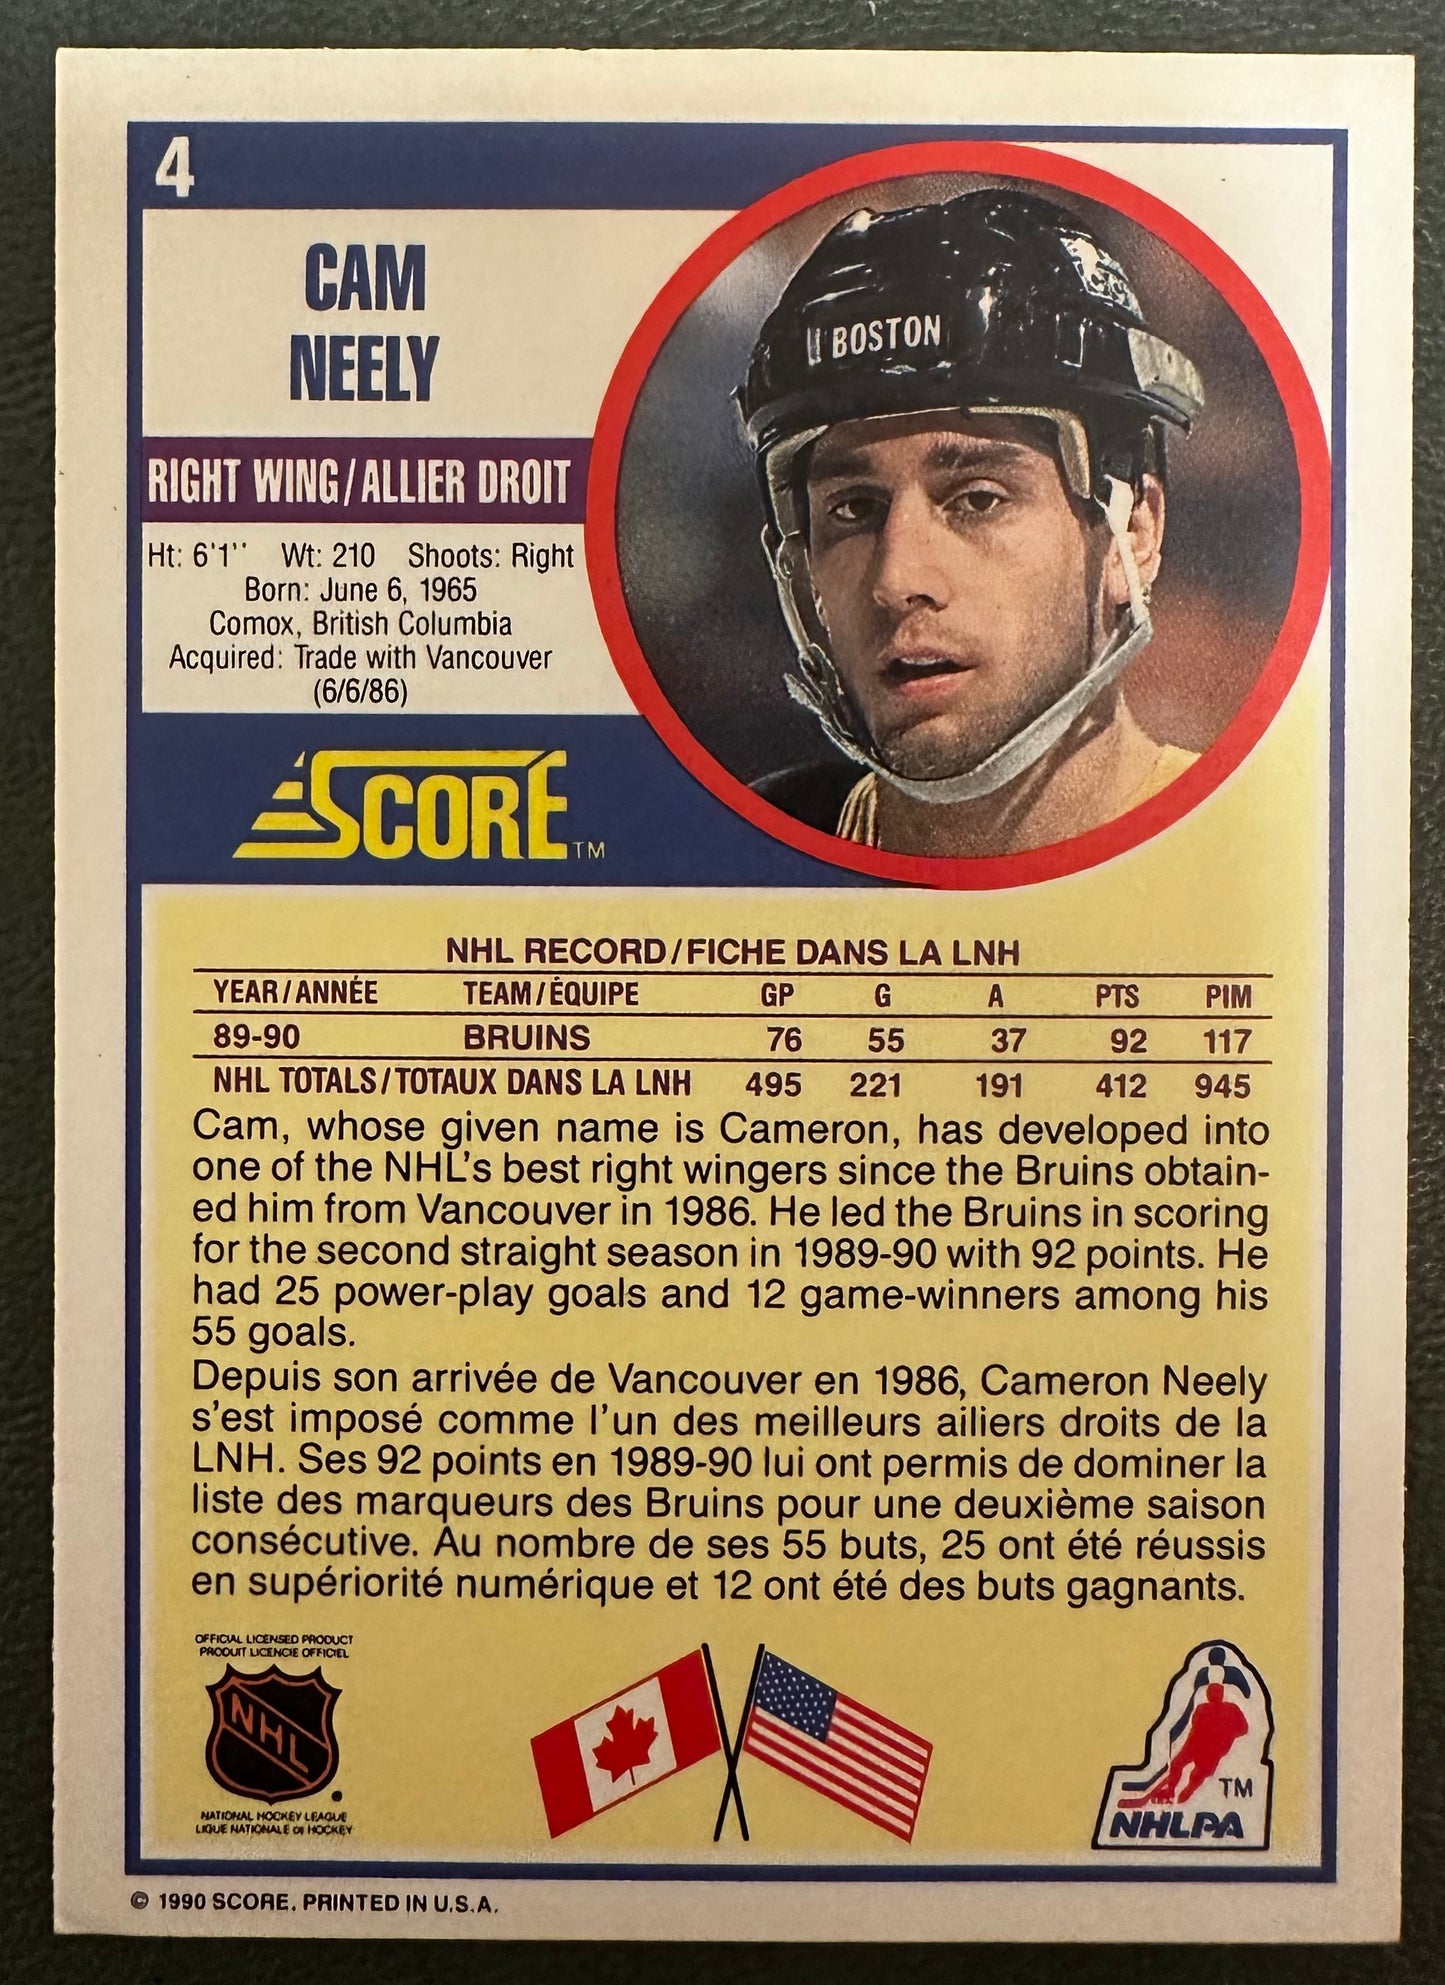 4
CAM
NEELY
BOSTON
RIGHT WING/ALLIER DROIT
Ht: 6'1'' Wt: 210 Shoots: Right
Born: June 6, 1965
Comox, British Columbia
Acquired: Trade with Vancouver
(6/6/86)
SCORE™
NHL RECORD/FICHE DANS LA LNH
YEAR/ANNÉE TEAM/ÉQUIPE GP G A PTS PIM
89-90 BRUINS 76 55 37 92 117
NHL TOTALS/TOTAUX DANS LA LNH 495 221 191 412 945
Cam, whose given name is Cameron, has developed into
one of the NHL's best right wingers since the Bruins obtain-
ed him from Vancouver in 1986. He led the Bruins in scoring
for the second straight season in 1989-90 with 92 points. He
had 25 power-play goals and 12 game-winners among his
55 goals.
Depuis son arrivée de Vancouver en 1986, Cameron Neely
s'est imposé comme l'un des meilleurs ailiers droits de la
LNH. Ses 92 points en 1989-90 lui ont permis de dominer la
liste des marqueurs des Bruins pour une deuxième saison
consécutive. Au nombre de ses 55 buts, 25 ont été réussis
en supériorité numérique et 12 ont été des buts gagnants.
OFFICIAL LICENSED PRODUCT
PRODUIT LICENCIE OFFICIEL
NHL
NATIONAL HOCKEY LEAGUE
LIGUE NATIONALE de HOCKEY
TM
NHLPA
© 1990 SCORE. PRINTED IN U.S.A.